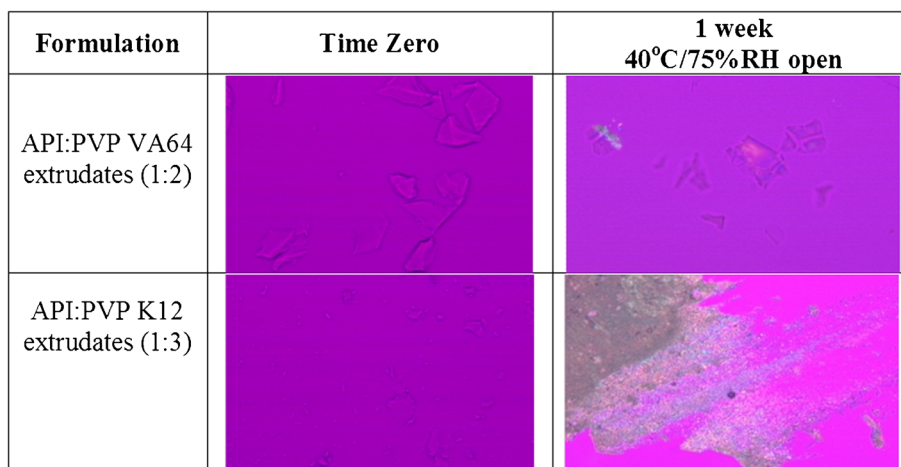 Formulation
Time Zero
1 week
40°C/75%RH open
API:PVP VA64
extrudates (1:2)
API:PVP K12
extrudates (1:3)